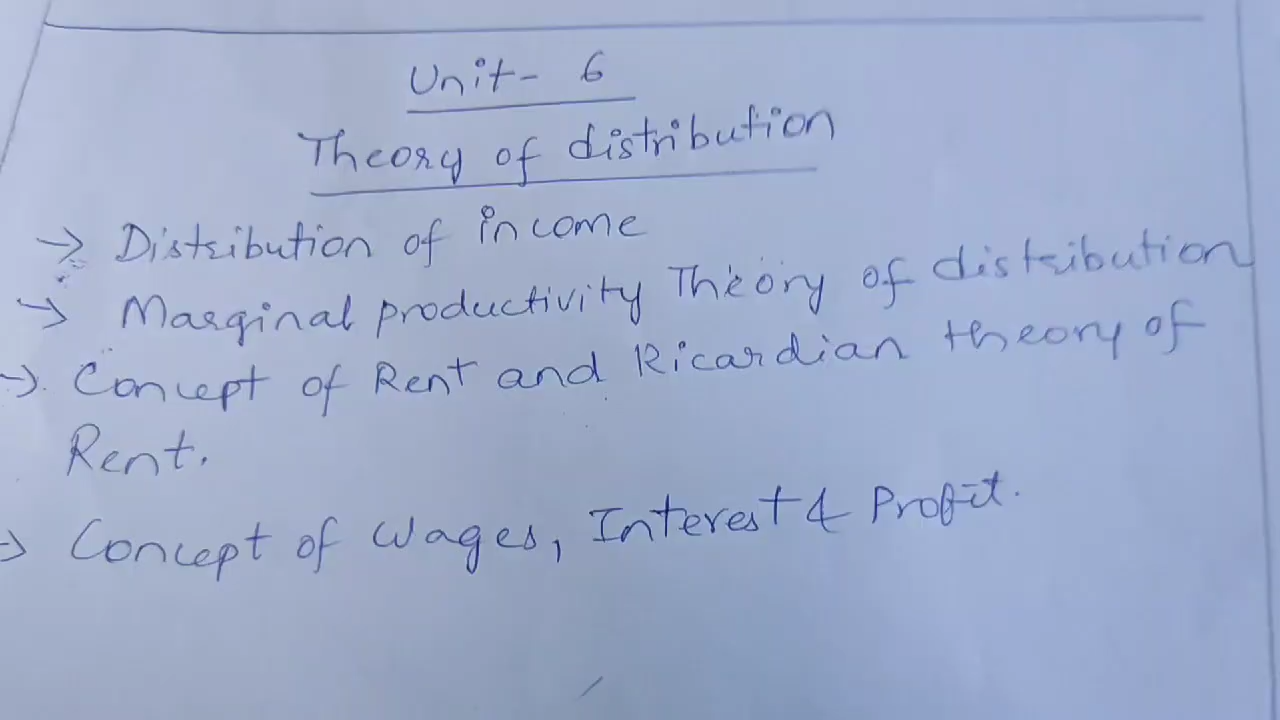 Unit- 6
Theory of distribution
→ Distribution of income
→ Marginal productivity Theory of distribution
→. Concept of Rent and Ricardian theory of
Rent.
→ Concept of Wages, Interest & Profit.